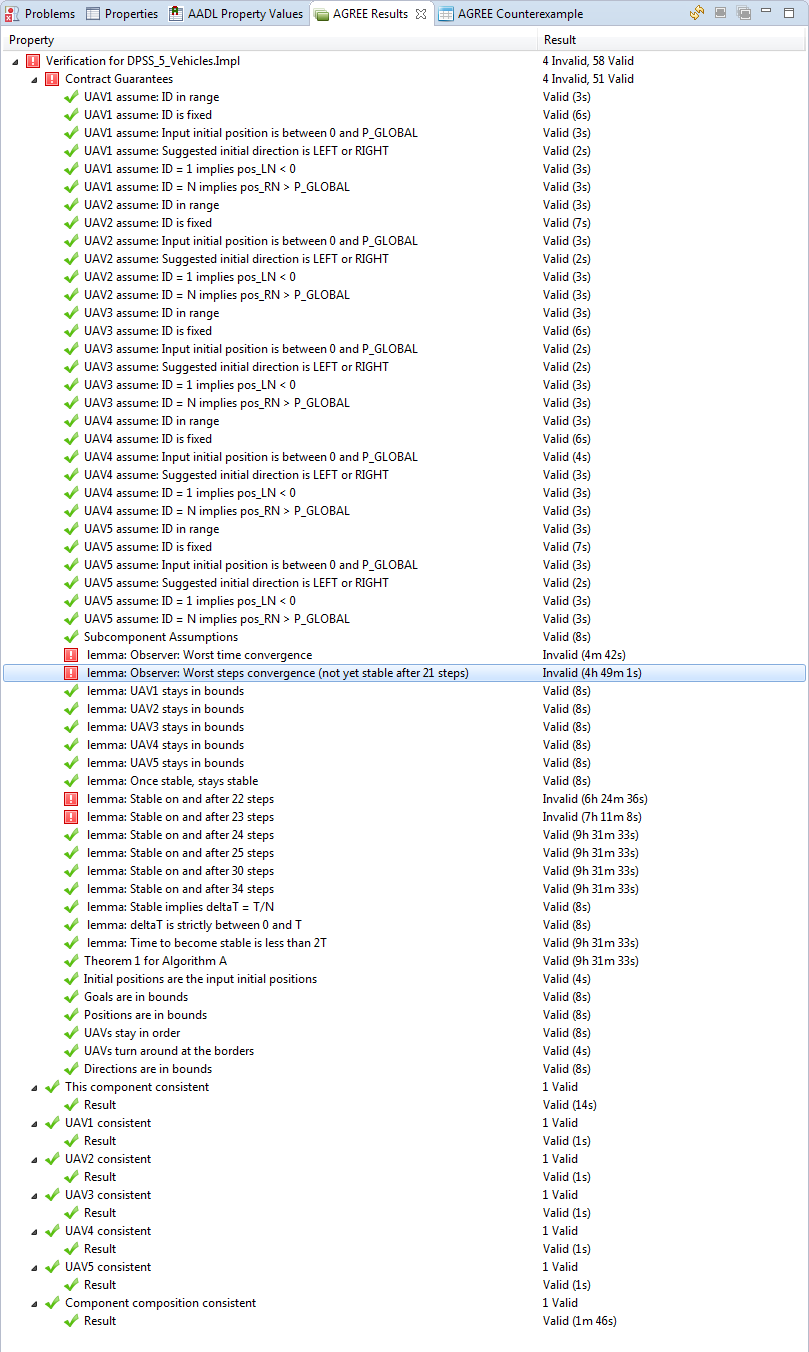 Problems Properties AADL Property Values AGREE Results AGREE Counterexample
Property Result
Verification for DPSS_5_Vehicles.Impl 4 Invalid, 58 Valid
Contract Guarantees 4 Invalid, 51 Valid
UAV1 assume: ID in range Valid (3s)
UAV1 assume: ID is fixed Valid (6s)
UAV1 assume: Input initial position is between 0 and P_GLOBAL Valid (3s)
UAV1 assume: Suggested initial direction is LEFT or RIGHT Valid (2s)
UAV1 assume: ID = 1 implies pos_LN < 0 Valid (3s)
UAV1 assume: ID = N implies pos_RN > P_GLOBAL Valid (3s)
UAV2 assume: ID in range Valid (3s)
UAV2 assume: ID is fixed Valid (7s)
UAV2 assume: Input initial position is between 0 and P_GLOBAL Valid (3s)
UAV2 assume: Suggested initial direction is LEFT or RIGHT Valid (2s)
UAV2 assume: ID = 1 implies pos_LN < 0 Valid (3s)
UAV2 assume: ID = N implies pos_RN > P_GLOBAL Valid (3s)
UAV3 assume: ID in range Valid (3s)
UAV3 assume: ID is fixed Valid (6s)
UAV3 assume: Input initial position is between 0 and P_GLOBAL Valid (2s)
UAV3 assume: Suggested initial direction is LEFT or RIGHT Valid (2s)
UAV3 assume: ID = 1 implies pos_LN < 0 Valid (3s)
UAV3 assume: ID = N implies pos_RN > P_GLOBAL Valid (3s)
UAV4 assume: ID in range Valid (3s)
UAV4 assume: ID is fixed Valid (6s)
UAV4 assume: Input initial position is between 0 and P_GLOBAL Valid (4s)
UAV4 assume: Suggested initial direction is LEFT or RIGHT Valid (3s)
UAV4 assume: ID = 1 implies pos_LN < 0 Valid (3s)
UAV4 assume: ID = N implies pos_RN > P_GLOBAL Valid (3s)
UAV5 assume: ID in range Valid (3s)
UAV5 assume: ID is fixed Valid (7s)
UAV5 assume: Input initial position is between 0 and P_GLOBAL Valid (3s)
UAV5 assume: Suggested initial direction is LEFT or RIGHT Valid (2s)
UAV5 assume: ID = 1 implies pos_LN < 0 Valid (3s)
UAV5 assume: ID = N implies pos_RN > P_GLOBAL Valid (3s)
Subcomponent Assumptions Valid (8s)
lemma: Observer: Worst time convergence Invalid (4m 42s)
lemma: Observer: Worst steps convergence (not yet stable after 21 steps) Invalid (4h 49m 1s)
lemma: UAV1 stays in bounds Valid (8s)
lemma: UAV2 stays in bounds Valid (8s)
lemma: UAV3 stays in bounds Valid (8s)
lemma: UAV4 stays in bounds Valid (8s)
lemma: UAV5 stays in bounds Valid (8s)
lemma: Once stable, stays stable Valid (8s)
lemma: Stable on and after 22 steps Invalid (6h 24m 36s)
lemma: Stable on and after 23 steps Invalid (7h 11m 8s)
lemma: Stable on and after 24 steps Valid (9h 31m 33s)
lemma: Stable on and after 25 steps Valid (9h 31m 33s)
lemma: Stable on and after 30 steps Valid (9h 31m 33s)
lemma: Stable on and after 34 steps Valid (9h 31m 33s)
lemma: Stable implies deltaT = T/N Valid (8s)
lemma: deltaT is strictly between 0 and T Valid (8s)
lemma: Time to become stable is less than 2T Valid (9h 31m 33s)
Theorem 1 for Algorithm A Valid (9h 31m 33s)
Initial positions are the input initial positions Valid (4s)
Goals are in bounds Valid (8s)
Positions are in bounds Valid (8s)
UAVs stay in order Valid (8s)
UAVs turn around at the borders Valid (4s)
Directions are in bounds Valid (8s)
This component consistent 1 Valid
Result Valid (14s)
UAV1 consistent 1 Valid
Result Valid (1s)
UAV2 consistent 1 Valid
Result Valid (1s)
UAV3 consistent 1 Valid
Result Valid (1s)
UAV4 consistent 1 Valid
Result Valid (1s)
UAV5 consistent 1 Valid
Result Valid (1s)
Component composition consistent 1 Valid
Result Valid (1m 46s)